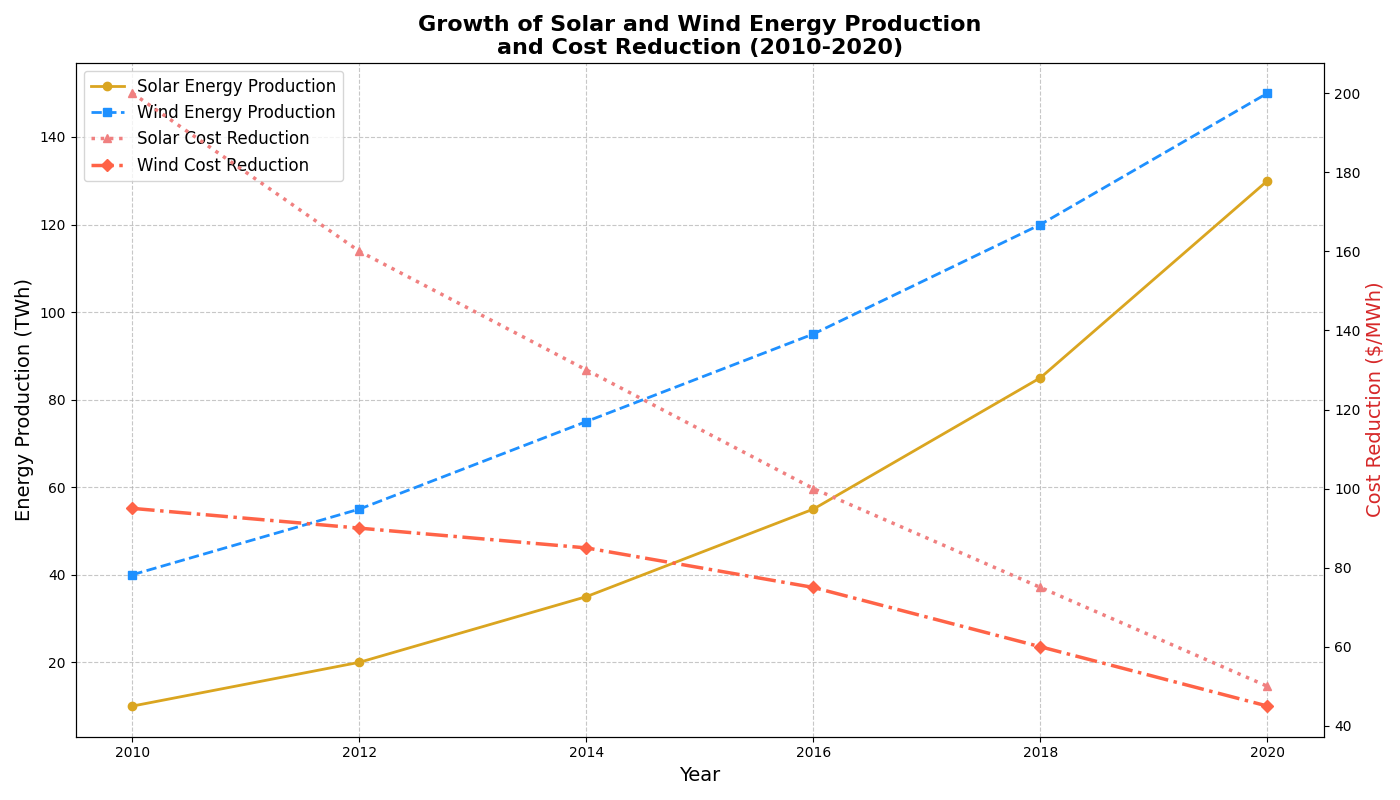 Growth of Solar and Wind Energy Production
and Cost Reduction (2010-2020)
Solar Energy Production
Wind Energy Production
Solar Cost Reduction
Wind Cost Reduction
Energy Production (TWh)
140
120
100
80
60
40
20
200
180
160
140
120
100
80
60
40
Cost Reduction ($/MWh)
2010 2012 2014 2016 2018 2020
Year